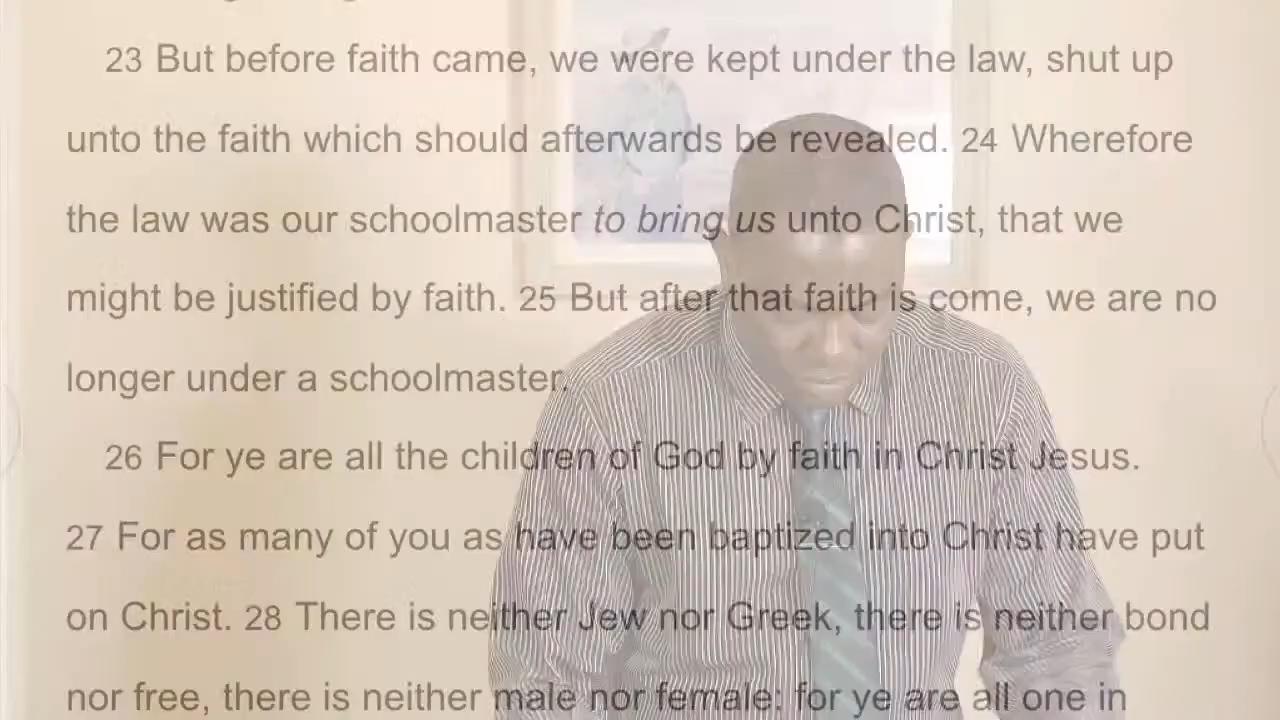 23 But before faith came, we were kept under the law, shut up
unto the faith which should afterwards be revealed. 24 Wherefore
the law was our schoolmaster to bring us unto Christ, that we
might be justified by faith. 25 But after that faith is come, we are no
longer under a schoolmaster.
26 For ye are all the children of God by faith in Christ Jesus.
27 For as many of you as have been baptized into Christ have put
on Christ. 28 There is neither Jew nor Greek, there is neither bond
nor free, there is neither male nor female: for ye are all one in